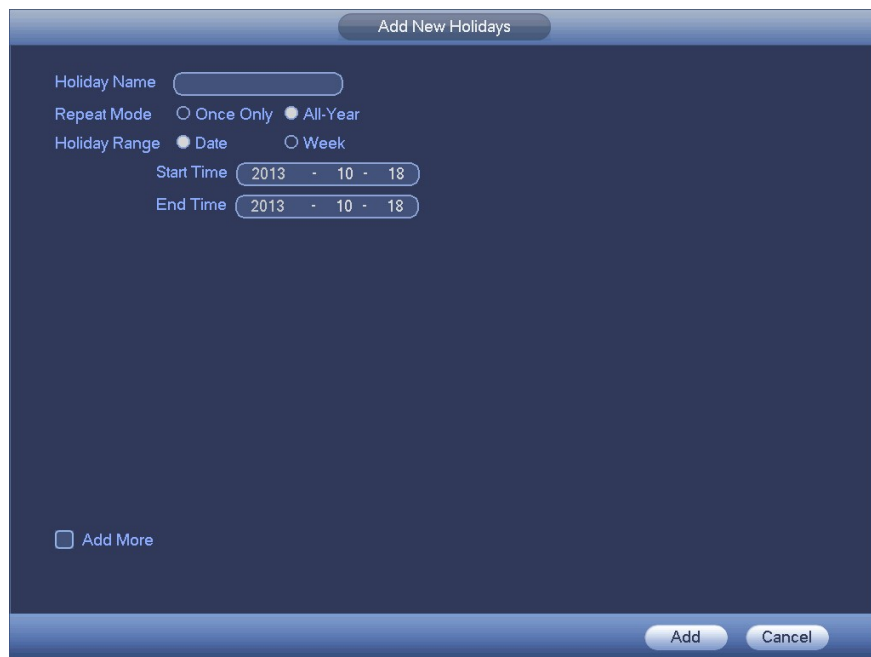 Add New Holidays
Holiday Name
Repeat Mode Once Only All-Year
Holiday Range Date Week
Start Time 2013 - 10 - 18
End Time 2013 - 10 - 18
Add More
Add Cancel